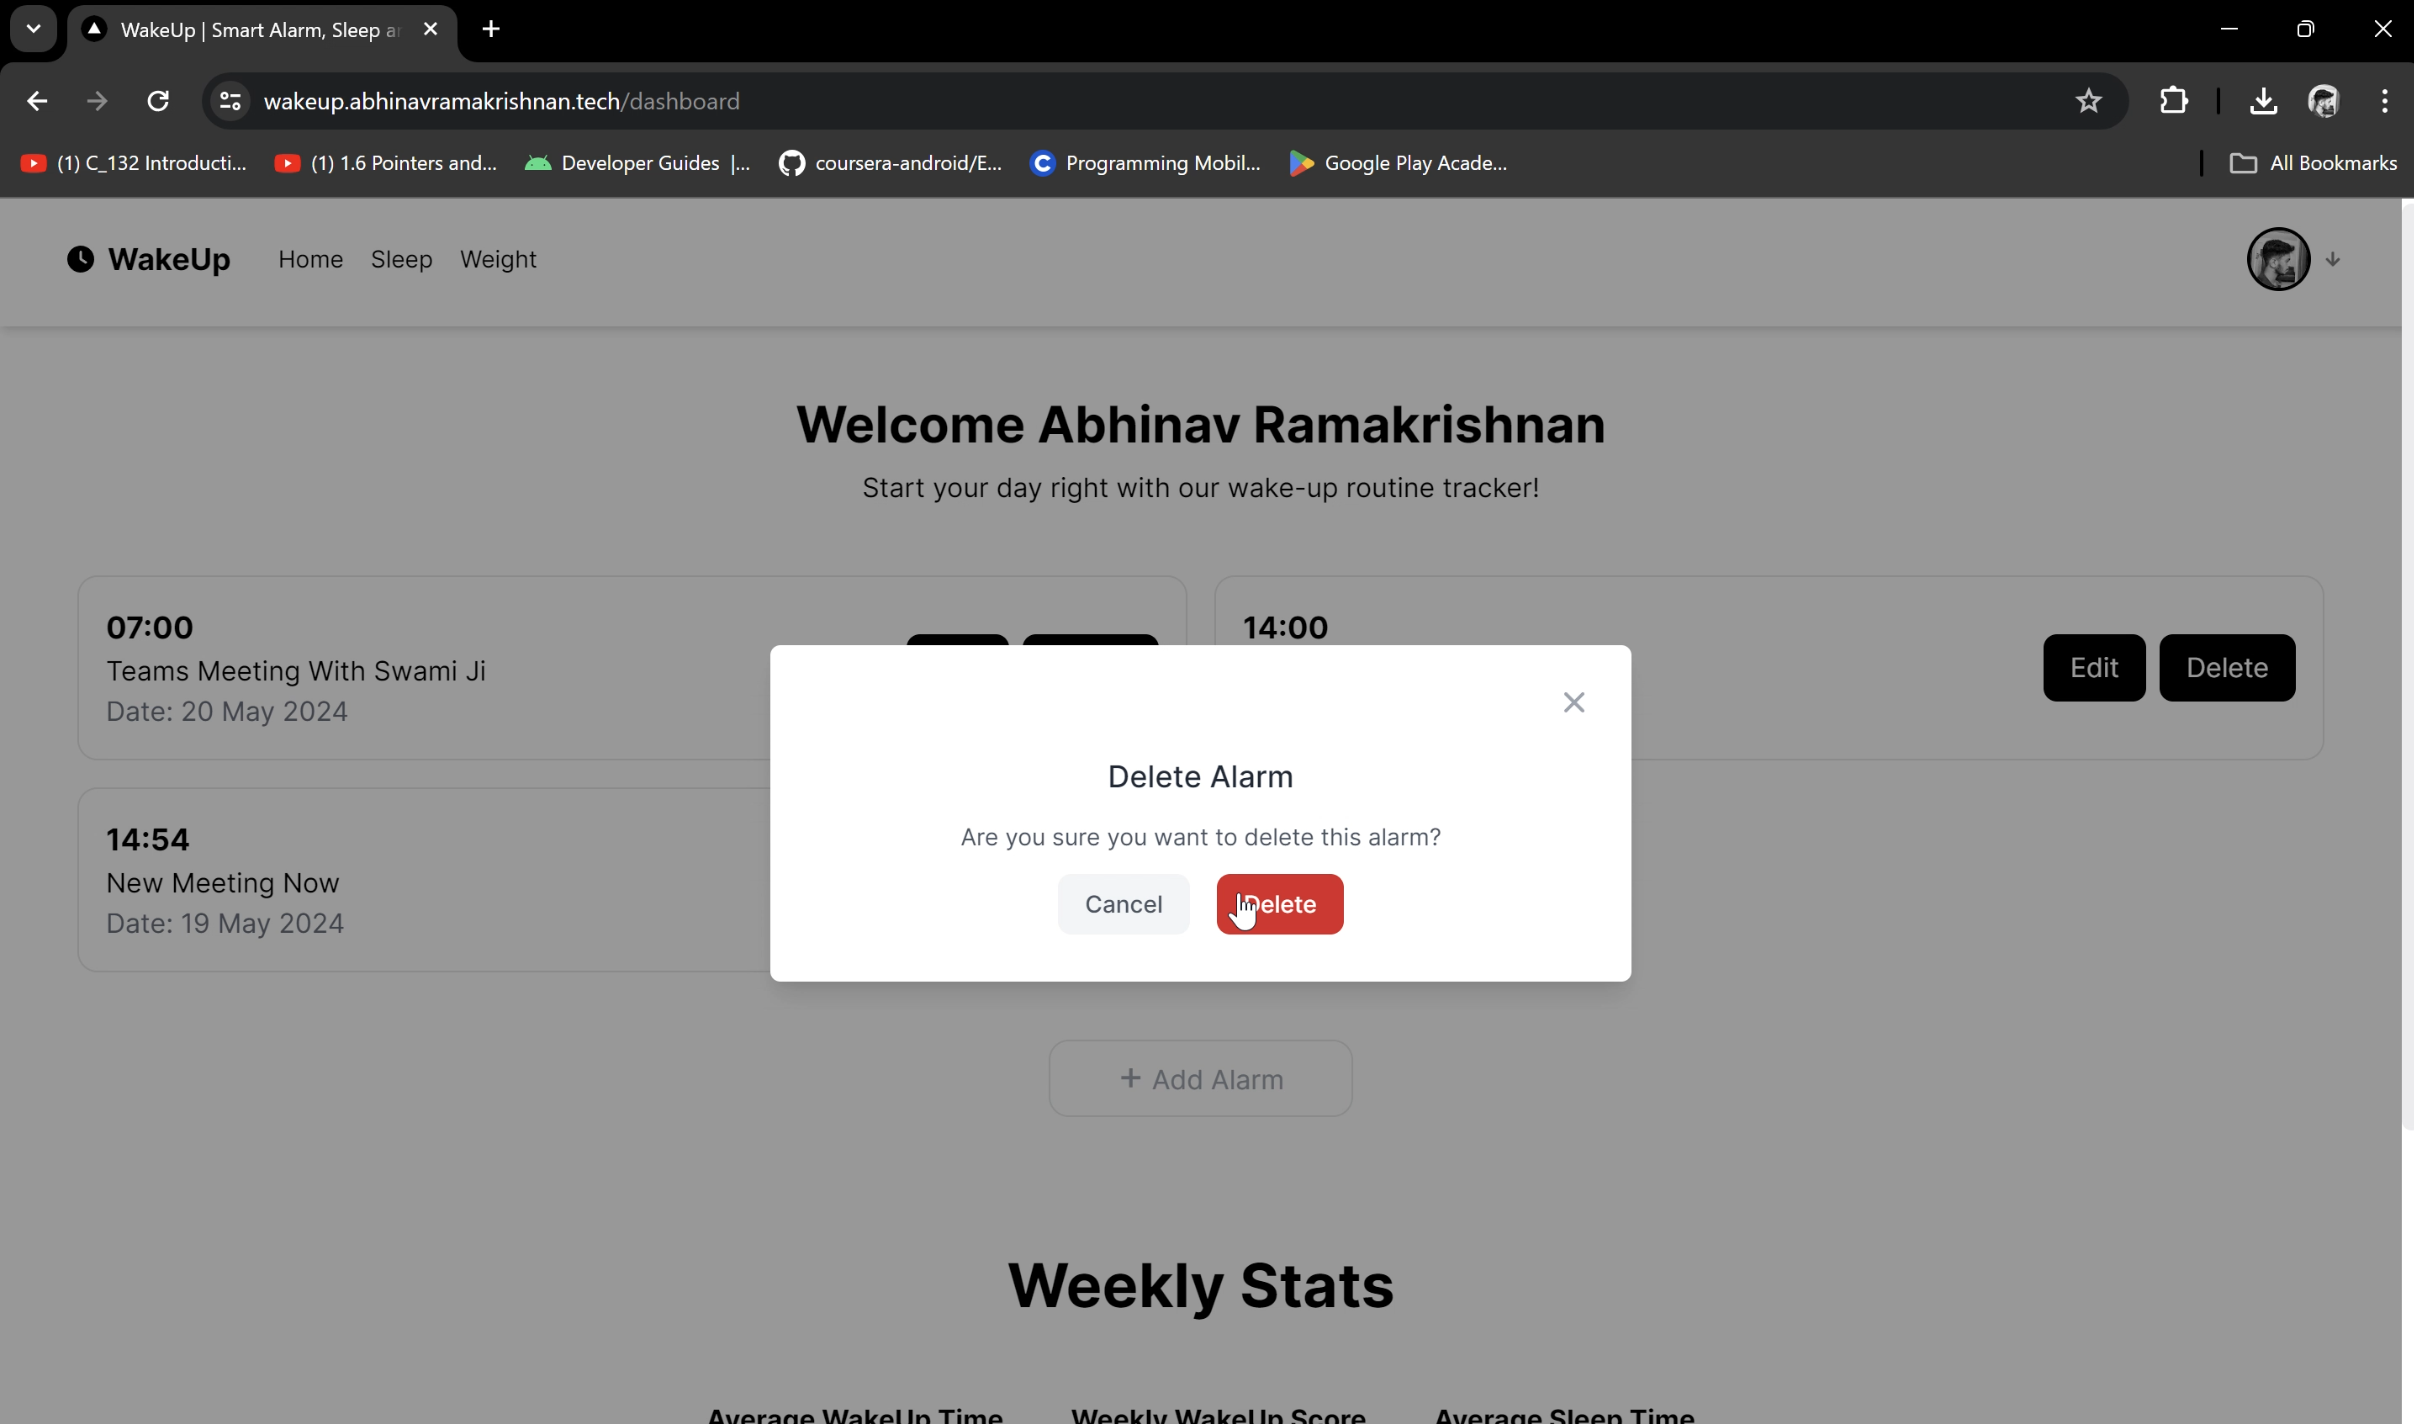 WakeUp | Smart Alarm, Sleep ar
wakeup.abhinavramakrishnan.tech/dashboard
(1) C_132 Introducti... (1) 1.6 Pointers and... Developer Guides |... coursera-android/E... Programming Mobil... Google Play Acade... All Bookmarks
WakeUp Home Sleep Weight
Welcome Abhinav Ramakrishnan
Start your day right with our wake-up routine tracker!
07:00
Teams Meeting With Swami Ji
Date: 20 May 2024
14:00
Edit Delete
14:54
New Meeting Now
Date: 19 May 2024
Delete Alarm
Are you sure you want to delete this alarm?
Cancel Delete
+ Add Alarm
Weekly Stats
Average WakeUp Time Weekly WakeUp Score Average Sleep Time